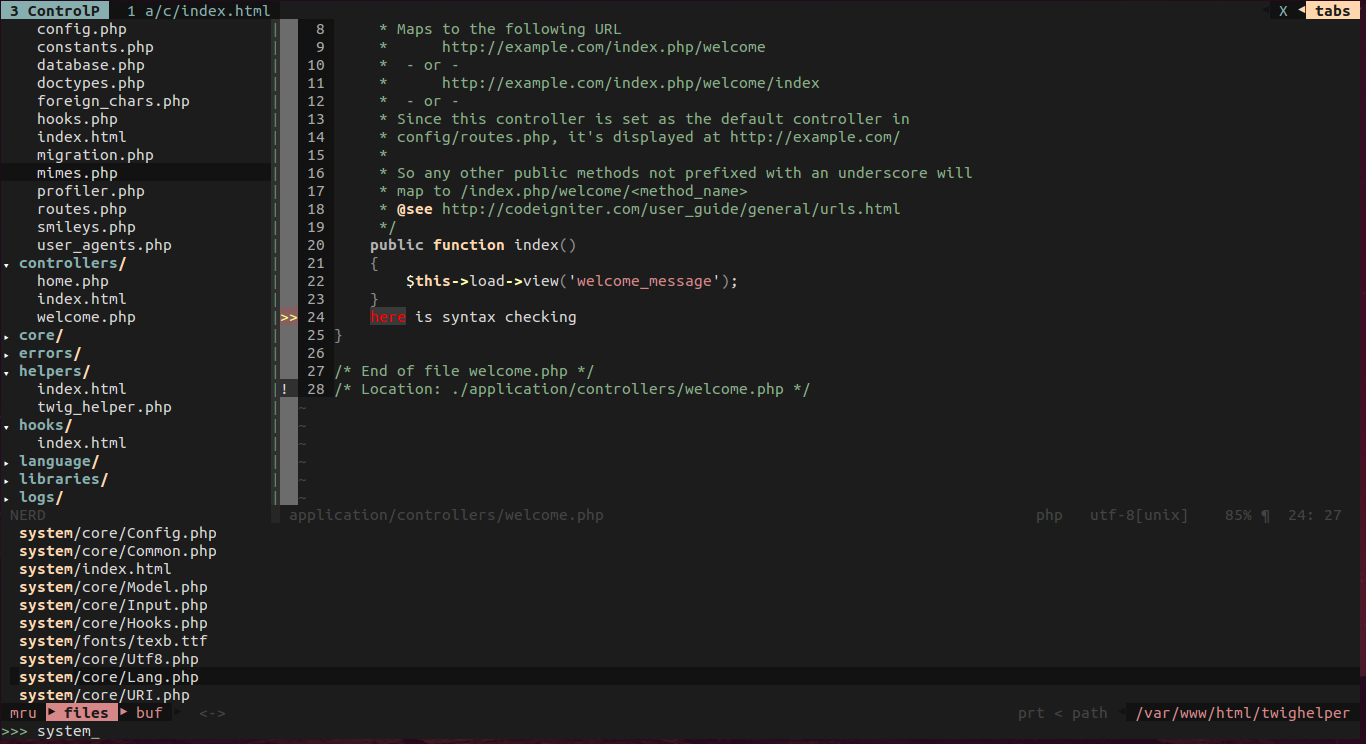 3 ControlP  1 a/c/index.html  X tabs
config.php
constants.php
database.php
doctypes.php
foreign_chars.php
hooks.php
index.html
migration.php
mimes.php
profiler.php
routes.php
smileys.php
user_agents.php
▾ controllers/
home.php
index.html
welcome.php
▸ core/
▸ errors/
▾ helpers/
index.html
twig_helper.php
▾ hooks/
index.html
▸ language/
▸ libraries/
▸ logs/
NERD
8      * Maps to the following URL
9      *      http://example.com/index.php/welcome
10      *  - or -
11      *      http://example.com/index.php/welcome/index
12      *  - or -
13      * Since this controller is set as the default controller in
14      * config/routes.php, it's displayed at http://example.com/
15      *
16      * So any other public methods not prefixed with an underscore will
17      * map to /index.php/welcome/<method_name>
18      * @see http://codeigniter.com/user_guide/general/urls.html
19      */
20     public function index()
21     {
22         $this->load->view('welcome_message');
23     }
>> 24     here is syntax checking
25 }
26
27 /* End of file welcome.php */
! 28 /* Location: ./application/controllers/welcome.php */
~
~
~
~
~
~
application/controllers/welcome.php  php  utf-8[unix]  85% ¶  24: 27
system/core/Config.php
system/core/Common.php
system/index.html
system/core/Model.php
system/core/Input.php
system/core/Hooks.php
system/fonts/texb.ttf
system/core/Utf8.php
system/core/Lang.php
system/core/URI.php
mru files buf <->  prt < path  /var/www/html/twighelper
>>> system_